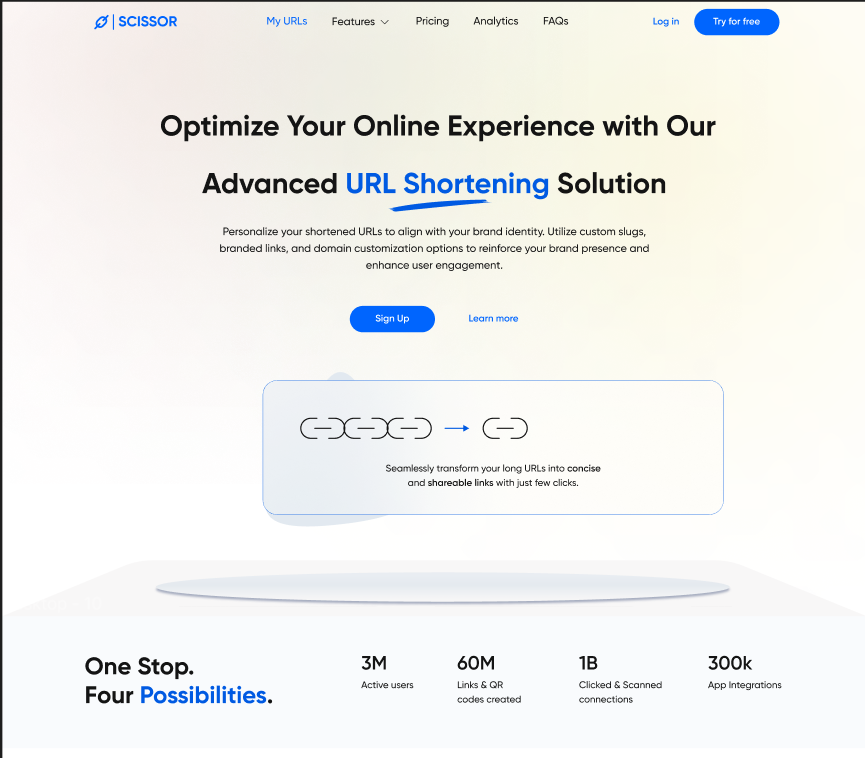 SCISSOR
My URLs
Features
Pricing
Analytics
FAQs
Log in
Try for free
Optimize Your Online Experience with Our
Advanced URL Shortening Solution
Personalize your shortened URLs to align with your brand identity. Utilize custom slugs,
branded links, and domain customization options to reinforce your brand presence and
enhance user engagement.
Sign Up
Learn more
Seamlessly transform your long URLs into concise
and shareable links with just few clicks.
One Stop.
Four Possibilities.
3M
Active users
60M
Links & QR
codes created
1B
Clicked & Scanned
connections
300k
App Integrations